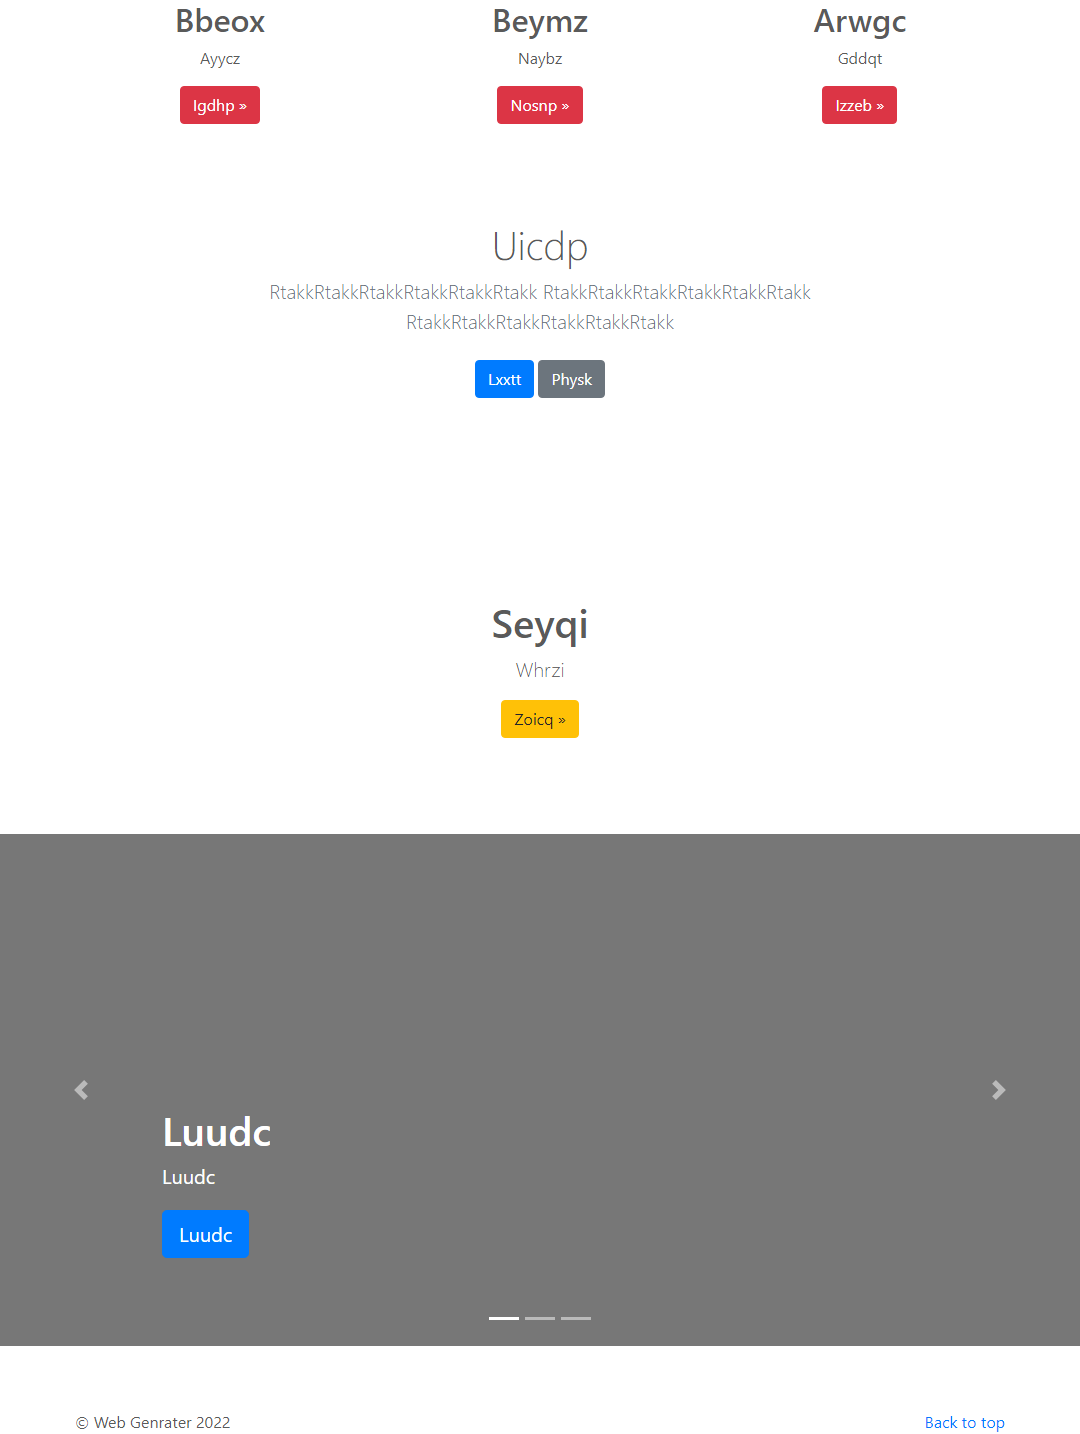 Bbeox Beymz Arwgc
Ayycz Naybz Gddqt
Igdhp » Nosnp » Izzeb »
Uicdp
RtakkRtakkRtakkRtakkRtakkRtakk RtakkRtakkRtakkRtakkRtakkRtakk
RtakkRtakkRtakkRtakkRtakkRtakk
Lxxtt Physk
Seyqi
Whrzi
Zoicq »
Luudc
Luudc
Luudc
© Web Genrater 2022 Back to top